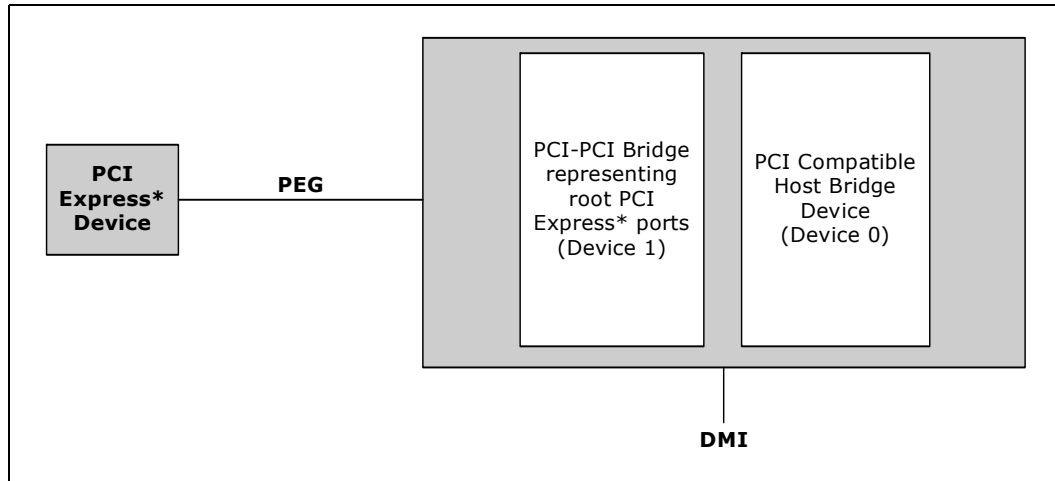 PCI
Express*
Device
PEG
PCI-PCI Bridge
representing
root PCI
Express* ports
(Device 1)
PCI Compatible
Host Bridge
Device
(Device 0)
DMI